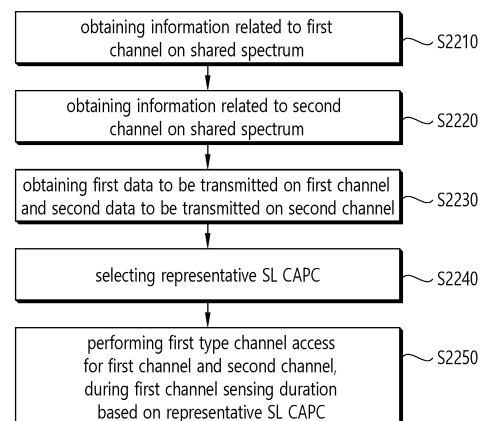 obtaining information related to first
channel on shared spectrum
S2210
obtaining information related to second
channel on shared spectrum
S2220
obtaining first data to be transmitted on first channel
and second data to be transmitted on second channel
S2230
selecting representative SL CAPC
S2240
performing first type channel access
for first channel and second channel,
during first channel sensing duration
based on representative SL CAPC
S2250